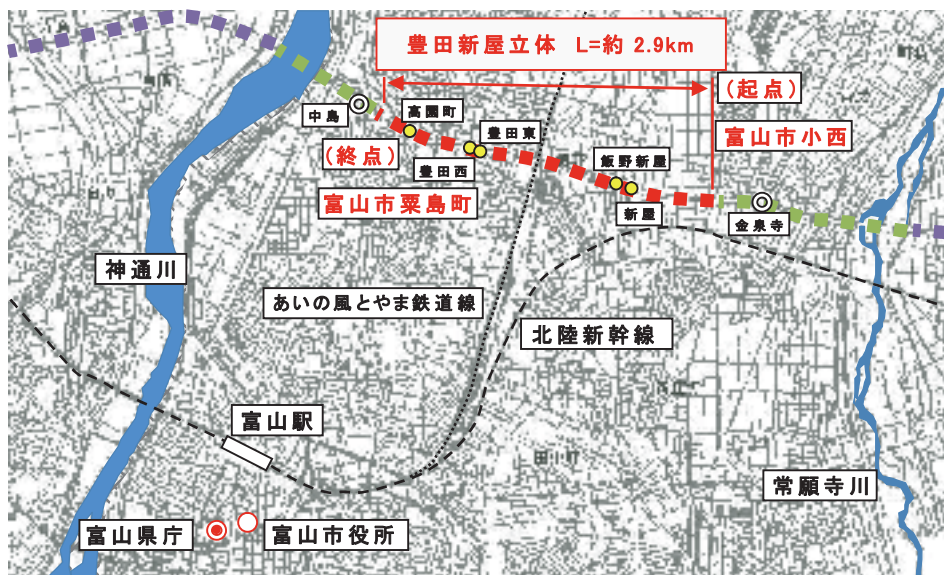 豊田新屋立体 L=約 2.9km
(起点)
中島
高園町
豊田東
富山市小西
(終点)
豊田西
飯野新屋
富山市粟島町
新屋
金泉寺
神通川
あいの風とやま鉄道線
北陸新幹線
富山駅
常願寺川
富山県庁
富山市役所